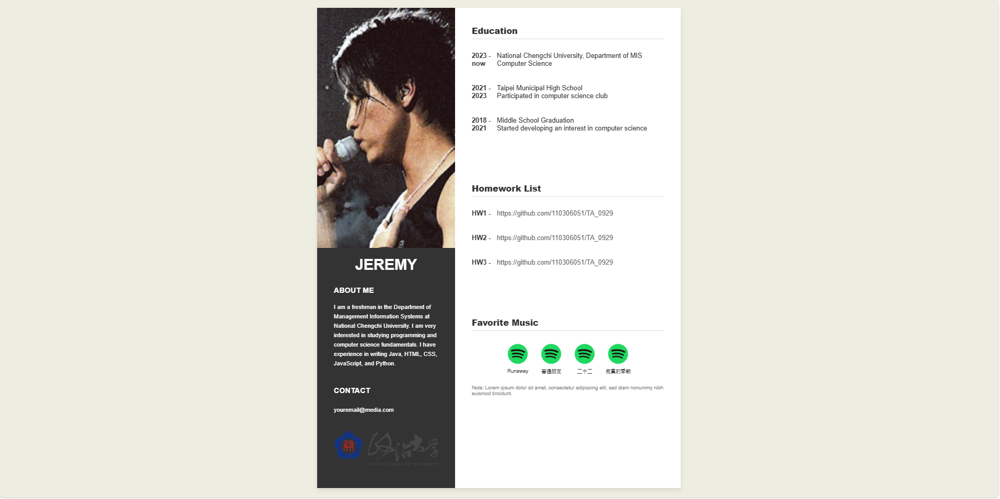 JEREMY
ABOUT ME
I am a freshman in the Department of
Management Information Systems at
National Chengchi University. I am very
interested in studying programming and
computer science fundamentals. I have
experience in writing Java, HTML, CSS,
JavaScript, and Python.
CONTACT
youremail@media.com
政治大学
NATIONAL CHENGCHI UNIVERSITY
Education
2023 - National Chengchi University, Department of MIS
now Computer Science
2021 - Taipei Municipal High School
2023 Participated in computer science club
2018 - Middle School Graduation
2021 Started developing an interest in computer science
Homework List
HW1 - https://github.com/110306051/TA_0929
HW2 - https://github.com/110306051/TA_0929
HW3 - https://github.com/110306051/TA_0929
Favorite Music
Runaway 普通朋友 二十二 寂寞的季節
Note: Lorem ipsum dolor sit amet, consectetur adipiscing elit, sed diam nonummy nibh
euismod tincidunt.